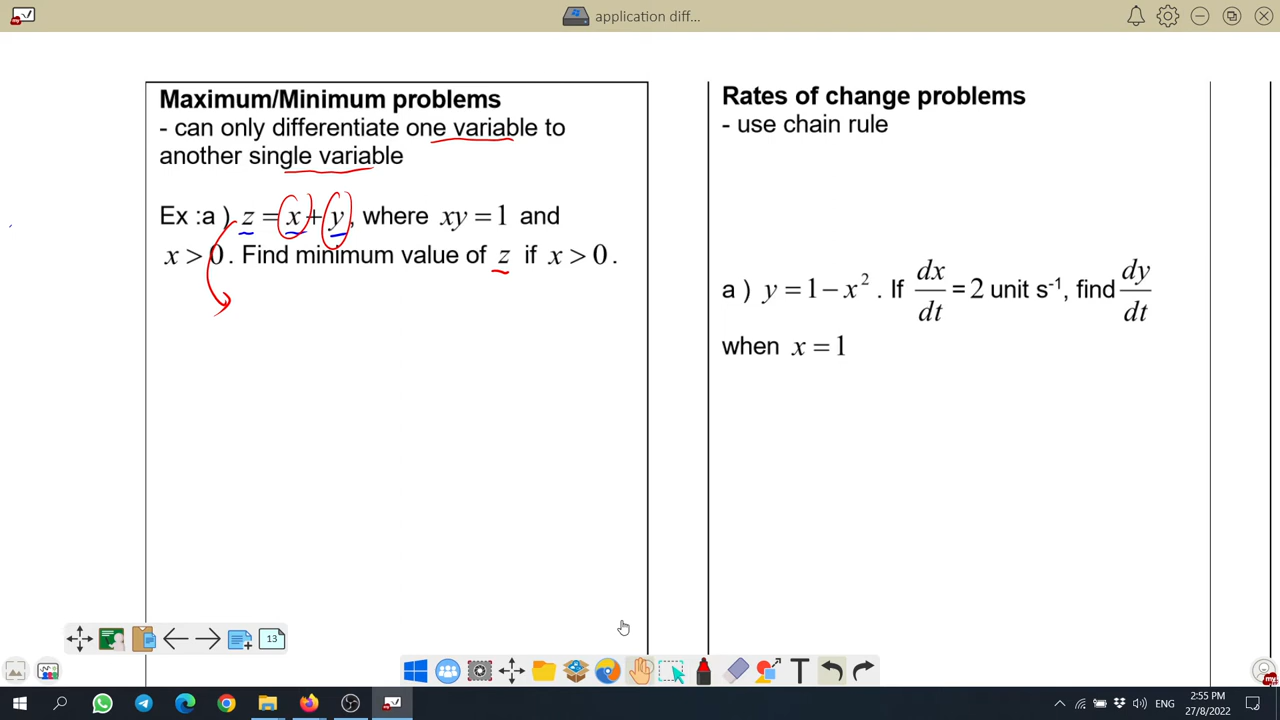 application diff...
Maximum/Minimum problems
- can only differentiate one variable to
another single variable
Ex :a ) z = x + y, where xy = 1 and
x > 0. Find minimum value of z if x > 0.
Rates of change problems
- use chain rule
a ) y = 1 − x². If dx/dt = 2 unit s⁻¹, find dy/dt
when x = 1
13
ENG
2:55 PM
27/8/2022